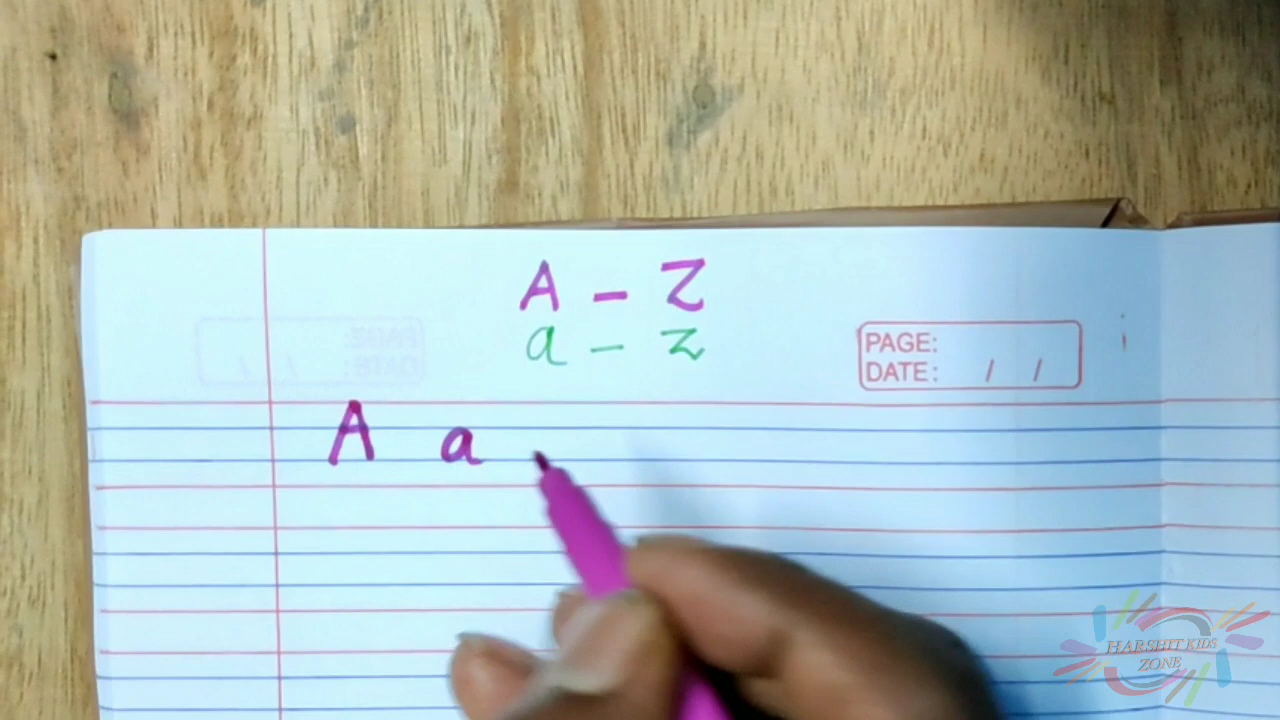 A - Z
a - z
PAGE:
DATE: / /
A a
HARSHIT KIDS
ZONE